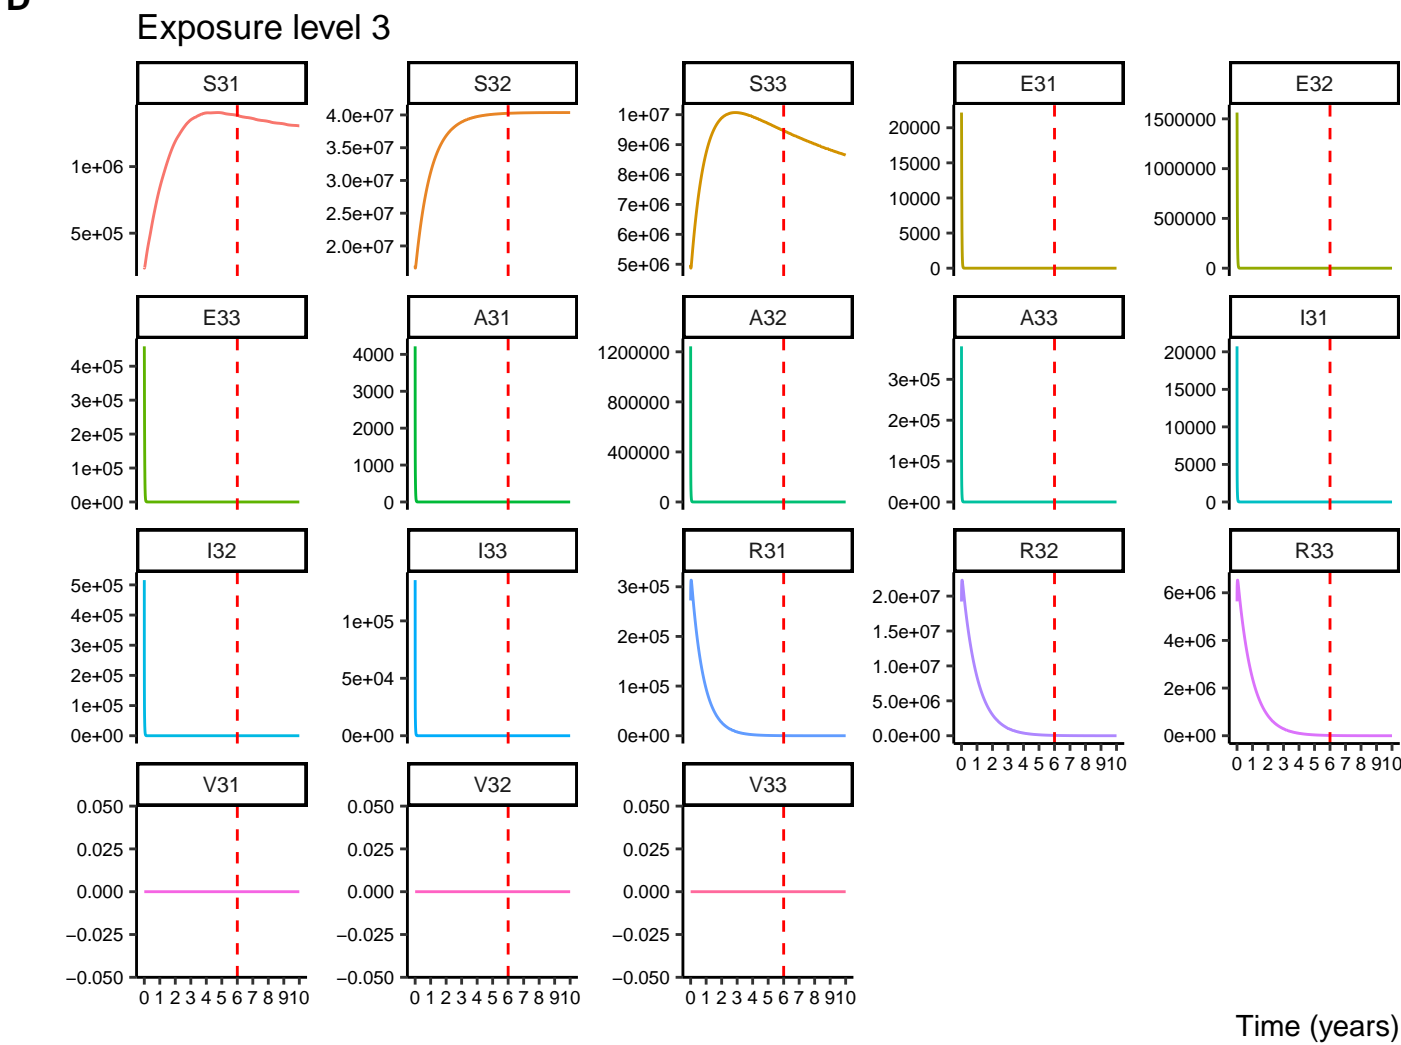 Exposure level 3
S31 S32 S33 E31 E32
1e+06
5e+05
4.0e+07
3.5e+07
3.0e+07
2.5e+07
2.0e+07
1e+07
9e+06
8e+06
7e+06
6e+06
5e+06
20000
15000
10000
5000
0
1500000
1000000
500000
0
E33 A31 A32 A33 I31
4e+05
3e+05
2e+05
1e+05
0e+00
4000
3000
2000
1000
0
1200000
800000
400000
0
3e+05
2e+05
1e+05
0e+00
20000
15000
10000
5000
0
I32 I33 R31 R32 R33
5e+05
4e+05
3e+05
2e+05
1e+05
0e+00
1e+05
5e+04
0e+00
3e+05
2e+05
1e+05
0e+00
2.0e+07
1.5e+07
1.0e+07
5.0e+06
0.0e+00
6e+06
4e+06
2e+06
0e+00
0 1 2 3 4 5 6 7 8 9 10
0 1 2 3 4 5 6 7 8 9 10
V31 V32 V33
0.050
0.025
0.000
−0.025
−0.050
0.050
0.025
0.000
−0.025
−0.050
0.050
0.025
0.000
−0.025
−0.050
0 1 2 3 4 5 6 7 8 9 10
0 1 2 3 4 5 6 7 8 9 10
0 1 2 3 4 5 6 7 8 9 10
Time (years)